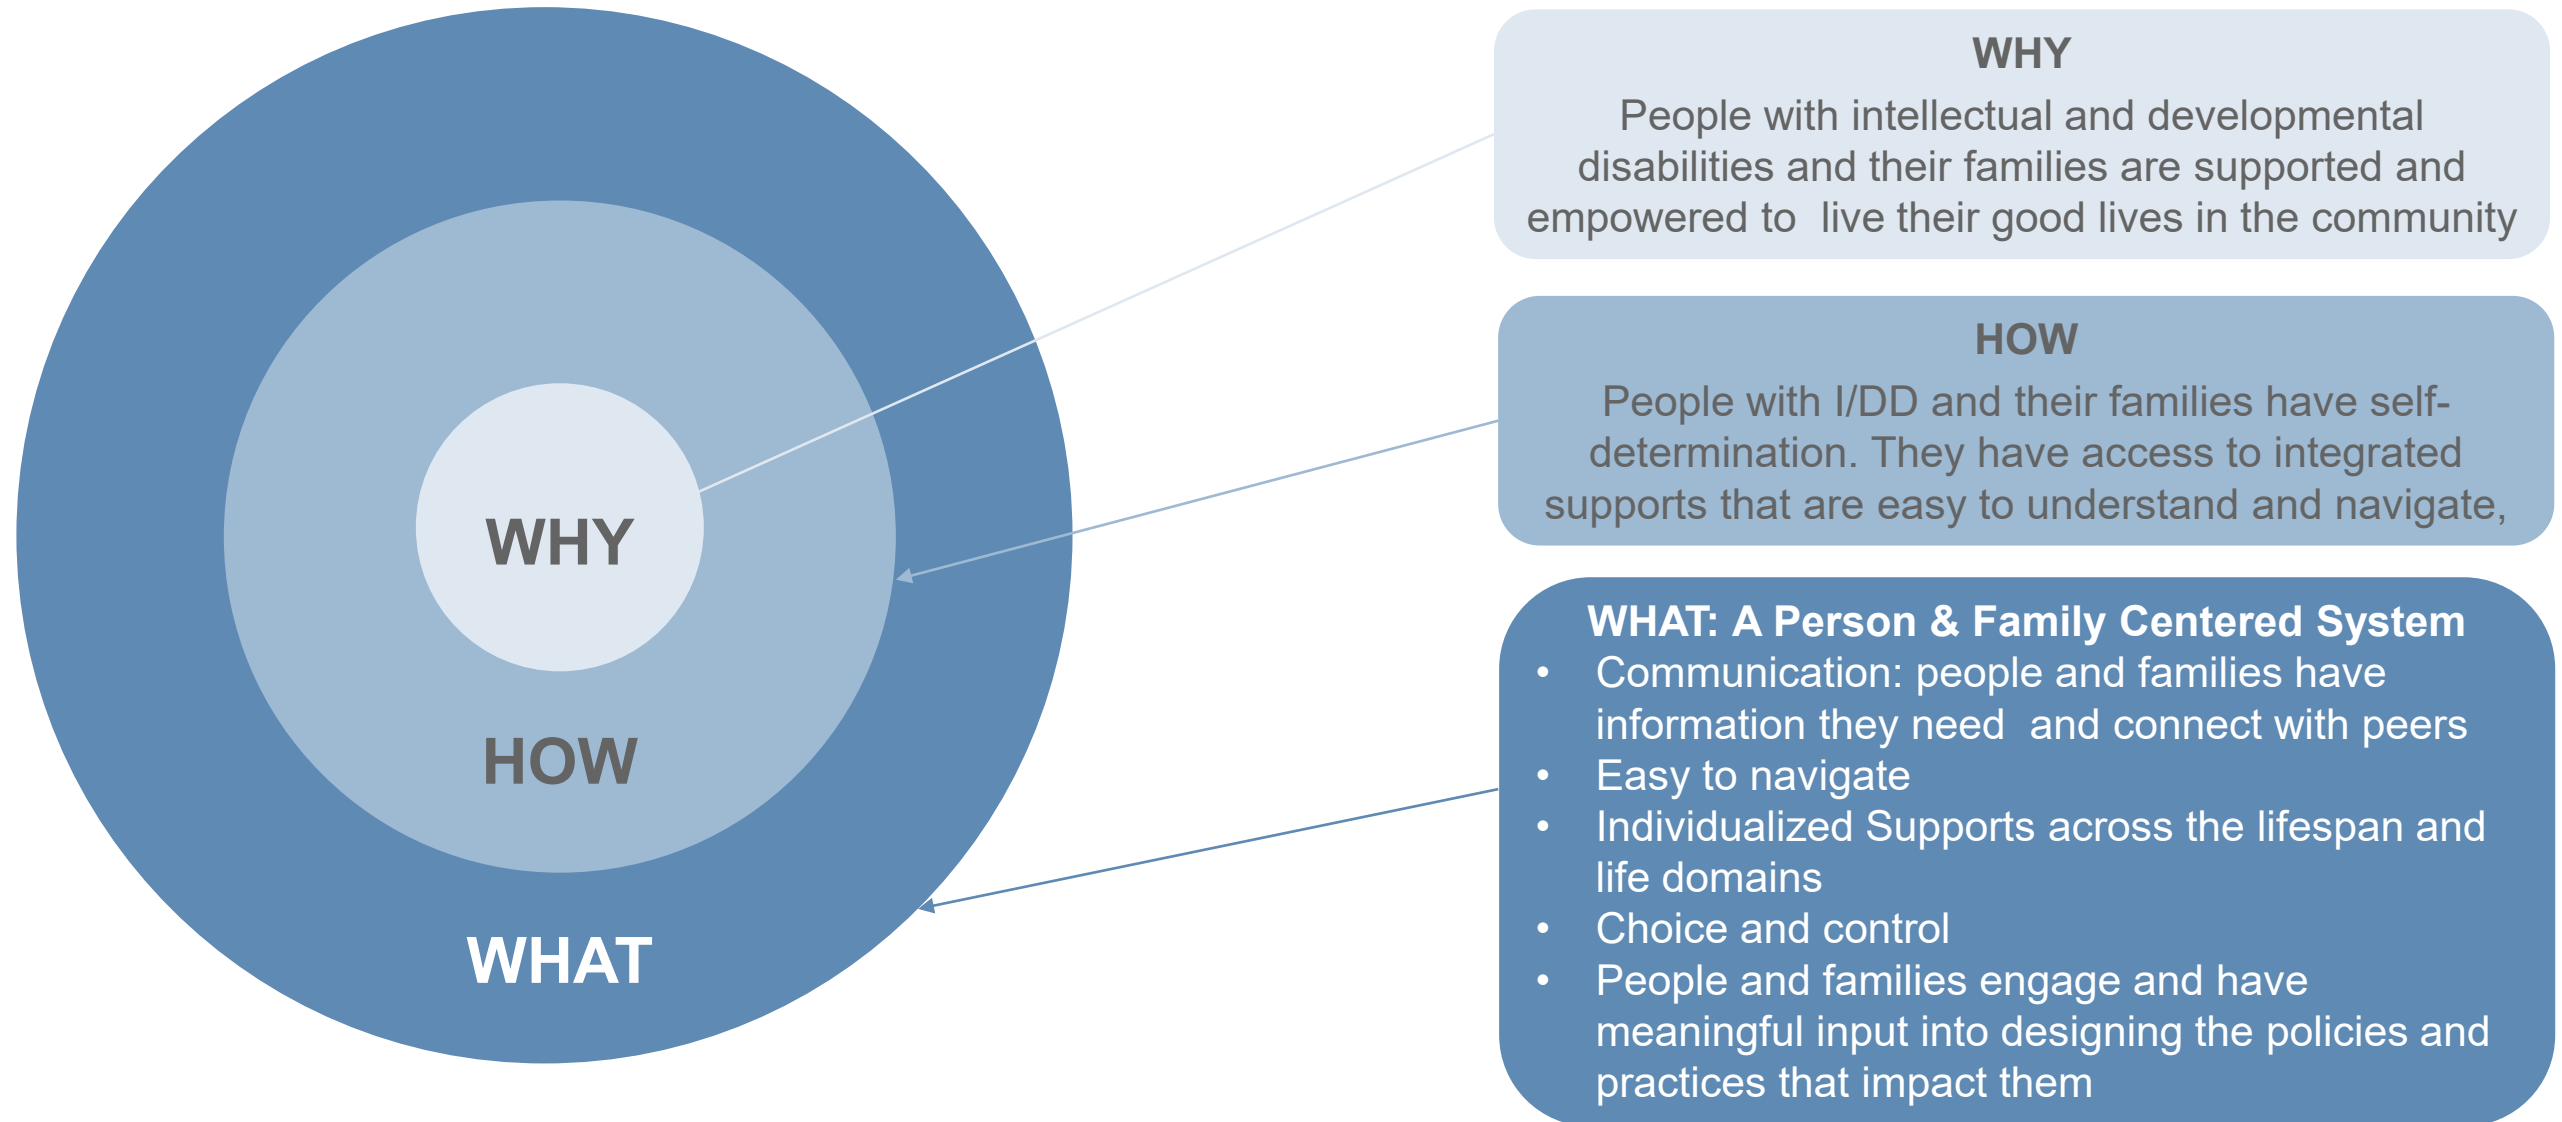 WHY
HOW
WHAT
WHY
People with intellectual and developmental
disabilities and their families are supported and
empowered to  live their good lives in the community
HOW
People with I/DD and their families have self-
determination. They have access to integrated
supports that are easy to understand and navigate,
WHAT: A Person & Family Centered System
• Communication: people and families have
information they need  and connect with peers
• Easy to navigate
• Individualized Supports across the lifespan and
life domains
• Choice and control
• People and families engage and have
meaningful input into designing the policies and
practices that impact them